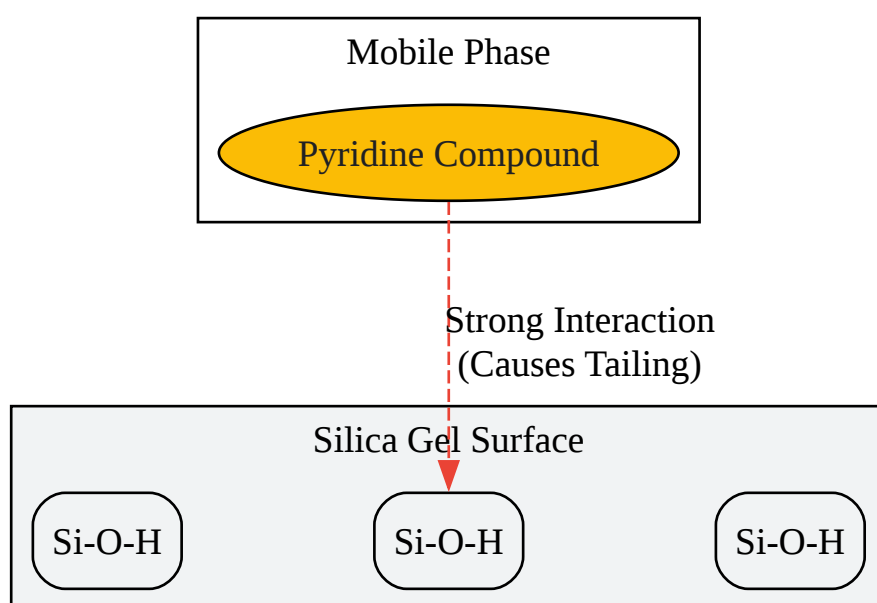 Mobile Phase
Pyridine Compound
Strong Interaction
(Causes Tailing)
Silica Gel Surface
Si-O-H
Si-O-H
Si-O-H